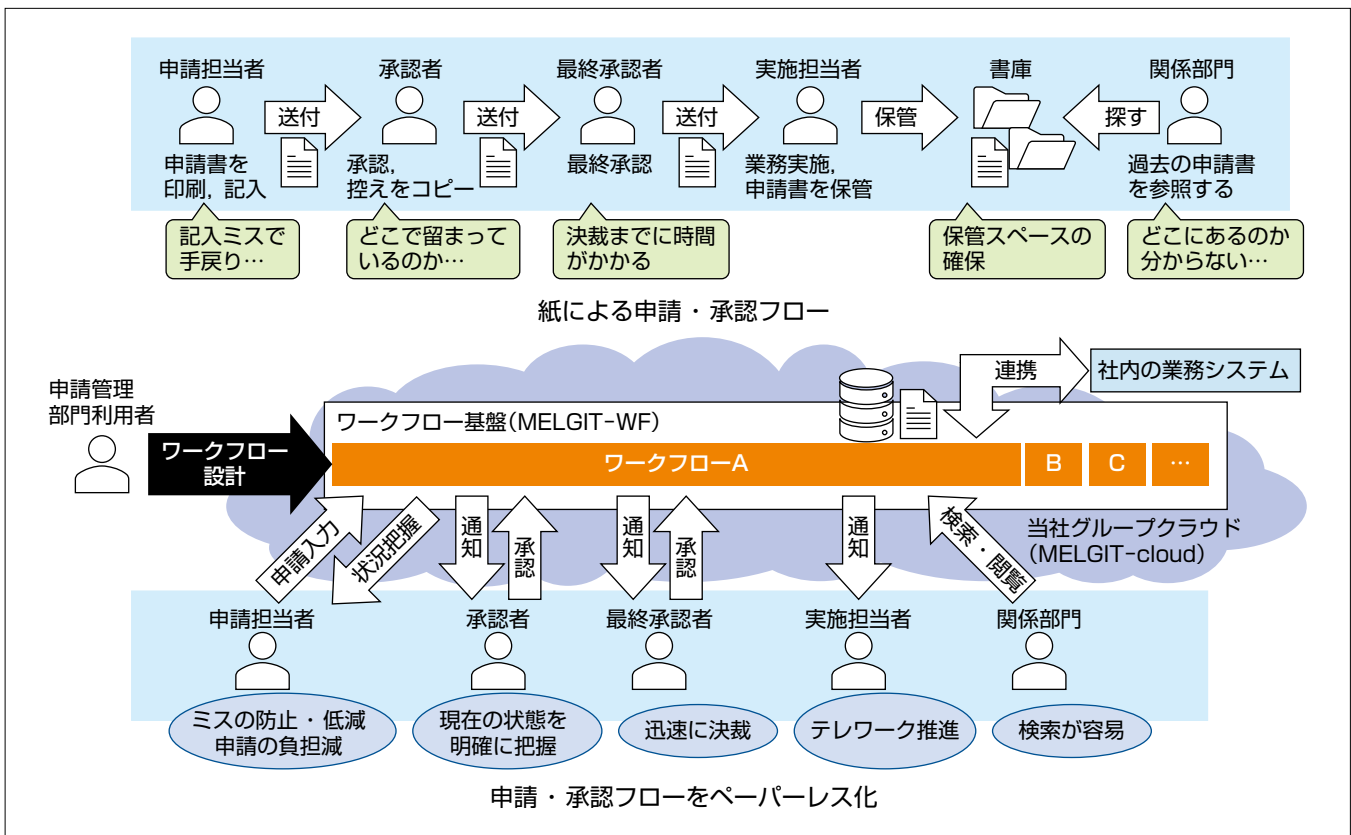 申請担当者
承認者
最終承認者
実施担当者
書庫
関係部門
送付
送付
送付
保管
探す
申請書を
印刷，記入
承認，
控えをコピー
最終承認
業務実施，
申請書を保管
過去の申請書
を参照する
記入ミスで
手戻り…
どこで留まって
いるのか…
決裁までに時間
がかかる
保管スペースの
確保
どこにあるのか
分からない…
紙による申請・承認フロー
申請管理
部門利用者
ワークフロー
設計
ワークフロー基盤（MELGIT-WF）
連携
社内の業務システム
ワークフローA
B
C
…
申請入力
状況把握
通知
承認
通知
承認
通知
検索・閲覧
当社グループクラウド
（MELGIT-cloud）
申請担当者
承認者
最終承認者
実施担当者
関係部門
ミスの防止・低減
申請の負担減
現在の状態を
明確に把握
迅速に決裁
テレワーク推進
検索が容易
申請・承認フローをペーパーレス化